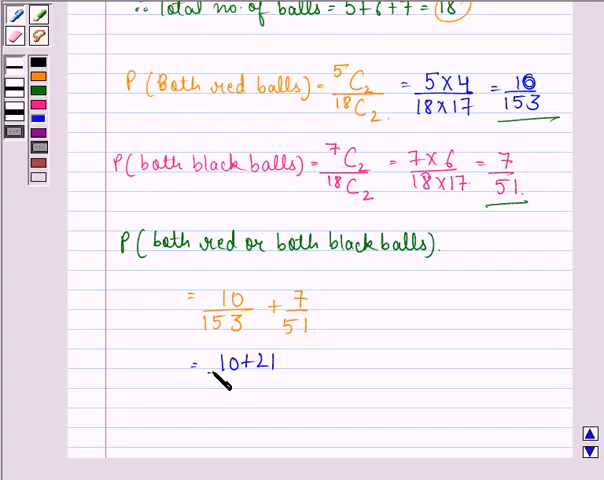 ∴ Total no. of balls = 5+6+7 = 18
P (Both red balls) = ⁵C₂ / ¹⁸C₂ = 5×4 / 18×17 = 10 / 153
P (both black balls) = ⁷C₂ / ¹⁸C₂ = 7×6 / 18×17 = 7 / 51.
P (both red or both black balls).
= 10 / 153 + 7 / 51
= 10+21